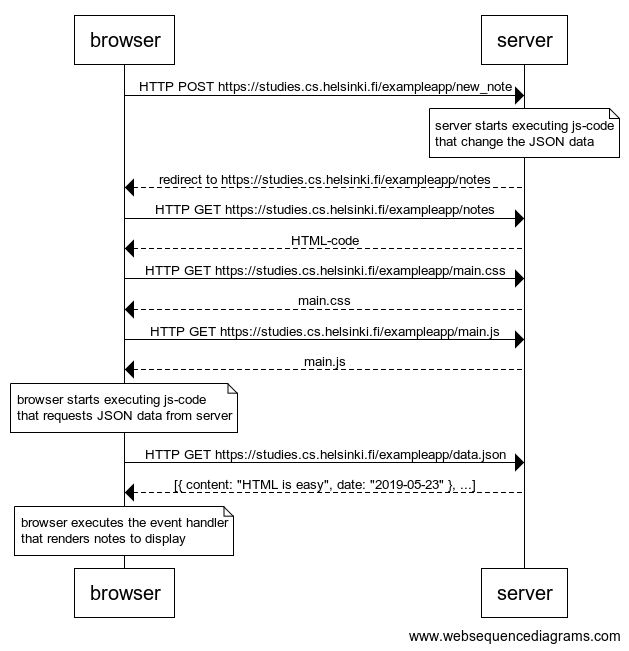 browser
server
HTTP POST https://studies.cs.helsinki.fi/exampleapp/new_note
server starts executing js-code
that change the JSON data
redirect to https://studies.cs.helsinki.fi/exampleapp/notes
HTTP GET https://studies.cs.helsinki.fi/exampleapp/notes
HTML-code
HTTP GET https://studies.cs.helsinki.fi/exampleapp/main.css
main.css
HTTP GET https://studies.cs.helsinki.fi/exampleapp/main.js
main.js
browser starts executing js-code
that requests JSON data from server
HTTP GET https://studies.cs.helsinki.fi/exampleapp/data.json
[{ content: "HTML is easy", date: "2019-05-23" }, ...]
browser executes the event handler
that renders notes to display
browser
server
www.websequencediagrams.com